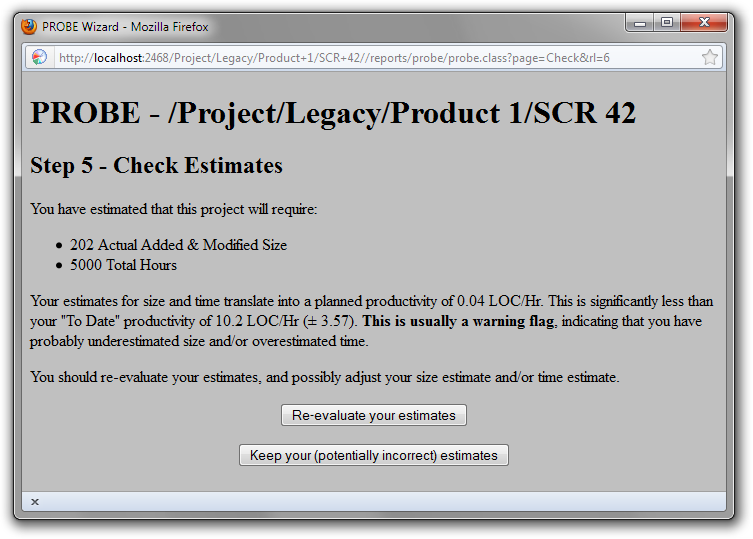 PROBE Wizard - Mozilla Firefox
http://localhost:2468/Project/Legacy/Product+1/SCR+42//reports/probe/probe.class?page=Check&rl=6
PROBE - /Project/Legacy/Product 1/SCR 42
Step 5 - Check Estimates
You have estimated that this project will require:
• 202 Actual Added & Modified Size
• 5000 Total Hours
Your estimates for size and time translate into a planned productivity of 0.04 LOC/Hr. This is significantly less than
your "To Date" productivity of 10.2 LOC/Hr (± 3.57). This is usually a warning flag, indicating that you have
probably underestimated size and/or overestimated time.
You should re-evaluate your estimates, and possibly adjust your size estimate and/or time estimate.
Re-evaluate your estimates
Keep your (potentially incorrect) estimates